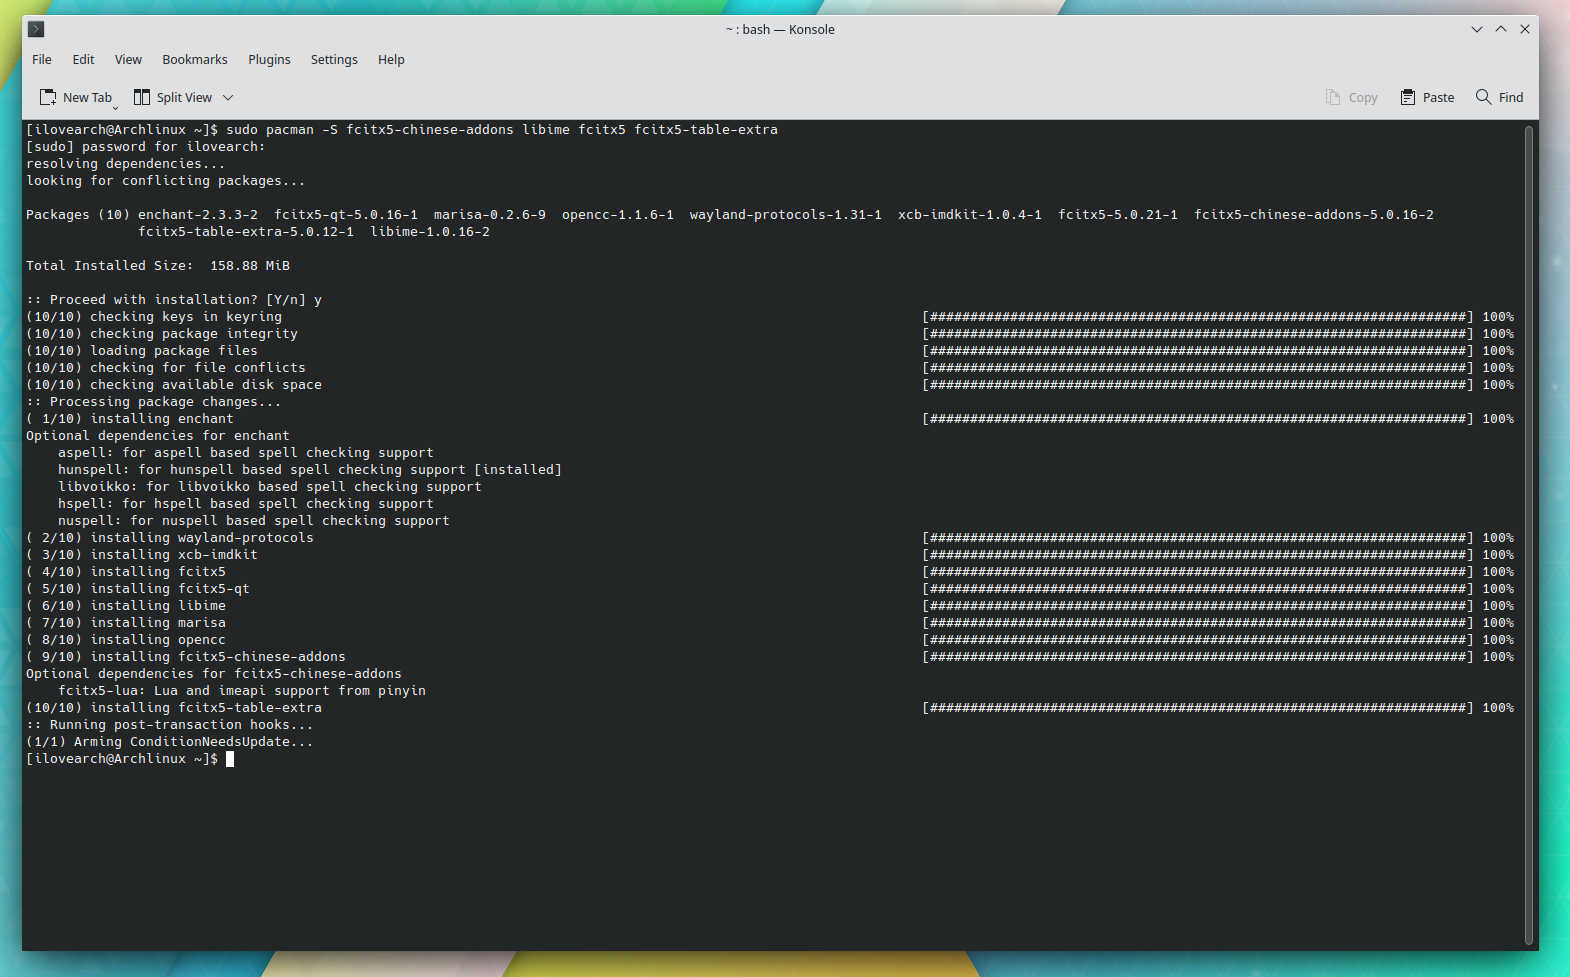 ~ : bash — Konsole
File Edit View Bookmarks Plugins Settings Help
New Tab Split View Copy Paste Find
[ilovearch@Archlinux ~]$ sudo pacman -S fcitx5-chinese-addons libime fcitx5 fcitx5-table-extra
[sudo] password for ilovearch:
resolving dependencies...
looking for conflicting packages...
Packages (10) enchant-2.3.3-2  fcitx5-qt-5.0.16-1  marisa-0.2.6-9  opencc-1.1.6-1  wayland-protocols-1.31-1  xcb-imdkit-1.0.4-1  fcitx5-5.0.21-1  fcitx5-chinese-addons-5.0.16-2
fcitx5-table-extra-5.0.12-1  libime-1.0.16-2
Total Installed Size:  158.88 MiB
:: Proceed with installation? [Y/n] y
(10/10) checking keys in keyring [###################################################################] 100%
(10/10) checking package integrity [###################################################################] 100%
(10/10) loading package files [###################################################################] 100%
(10/10) checking for file conflicts [###################################################################] 100%
(10/10) checking available disk space [###################################################################] 100%
:: Processing package changes...
( 1/10) installing enchant [###################################################################] 100%
Optional dependencies for enchant
aspell: for aspell based spell checking support
hunspell: for hunspell based spell checking support [installed]
libvoikko: for libvoikko based spell checking support
hspell: for hspell based spell checking support
nuspell: for nuspell based spell checking support
( 2/10) installing wayland-protocols [###################################################################] 100%
( 3/10) installing xcb-imdkit [###################################################################] 100%
( 4/10) installing fcitx5 [###################################################################] 100%
( 5/10) installing fcitx5-qt [###################################################################] 100%
( 6/10) installing libime [###################################################################] 100%
( 7/10) installing marisa [###################################################################] 100%
( 8/10) installing opencc [###################################################################] 100%
( 9/10) installing fcitx5-chinese-addons [###################################################################] 100%
Optional dependencies for fcitx5-chinese-addons
fcitx5-lua: Lua and imeapi support from pinyin
(10/10) installing fcitx5-table-extra [###################################################################] 100%
:: Running post-transaction hooks...
(1/1) Arming ConditionNeedsUpdate...
[ilovearch@Archlinux ~]$